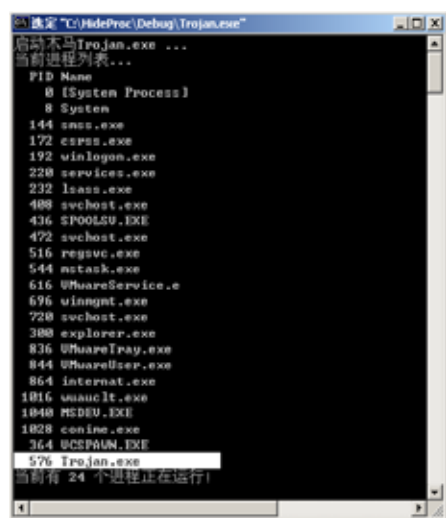 选定 "C:\HideProc\Debug\Trojan.exe"
启动木马Trojan.exe ...
当前进程列表...
PID Name
0 [System Process]
8 System
144 smss.exe
172 csrss.exe
192 winlogon.exe
220 services.exe
232 lsass.exe
408 svchost.exe
436 SPOOLSV.EXE
472 svchost.exe
516 regsvc.exe
544 mstask.exe
616 VMwareService.e
696 winmgmt.exe
720 svchost.exe
300 explorer.exe
836 VMwareTray.exe
844 VMwareUser.exe
864 internat.exe
1016 wuauclt.exe
1040 MSDEV.EXE
1028 conime.exe
364 VCSPAWN.EXE
576 Trojan.exe
当前有 24 个进程正在运行!